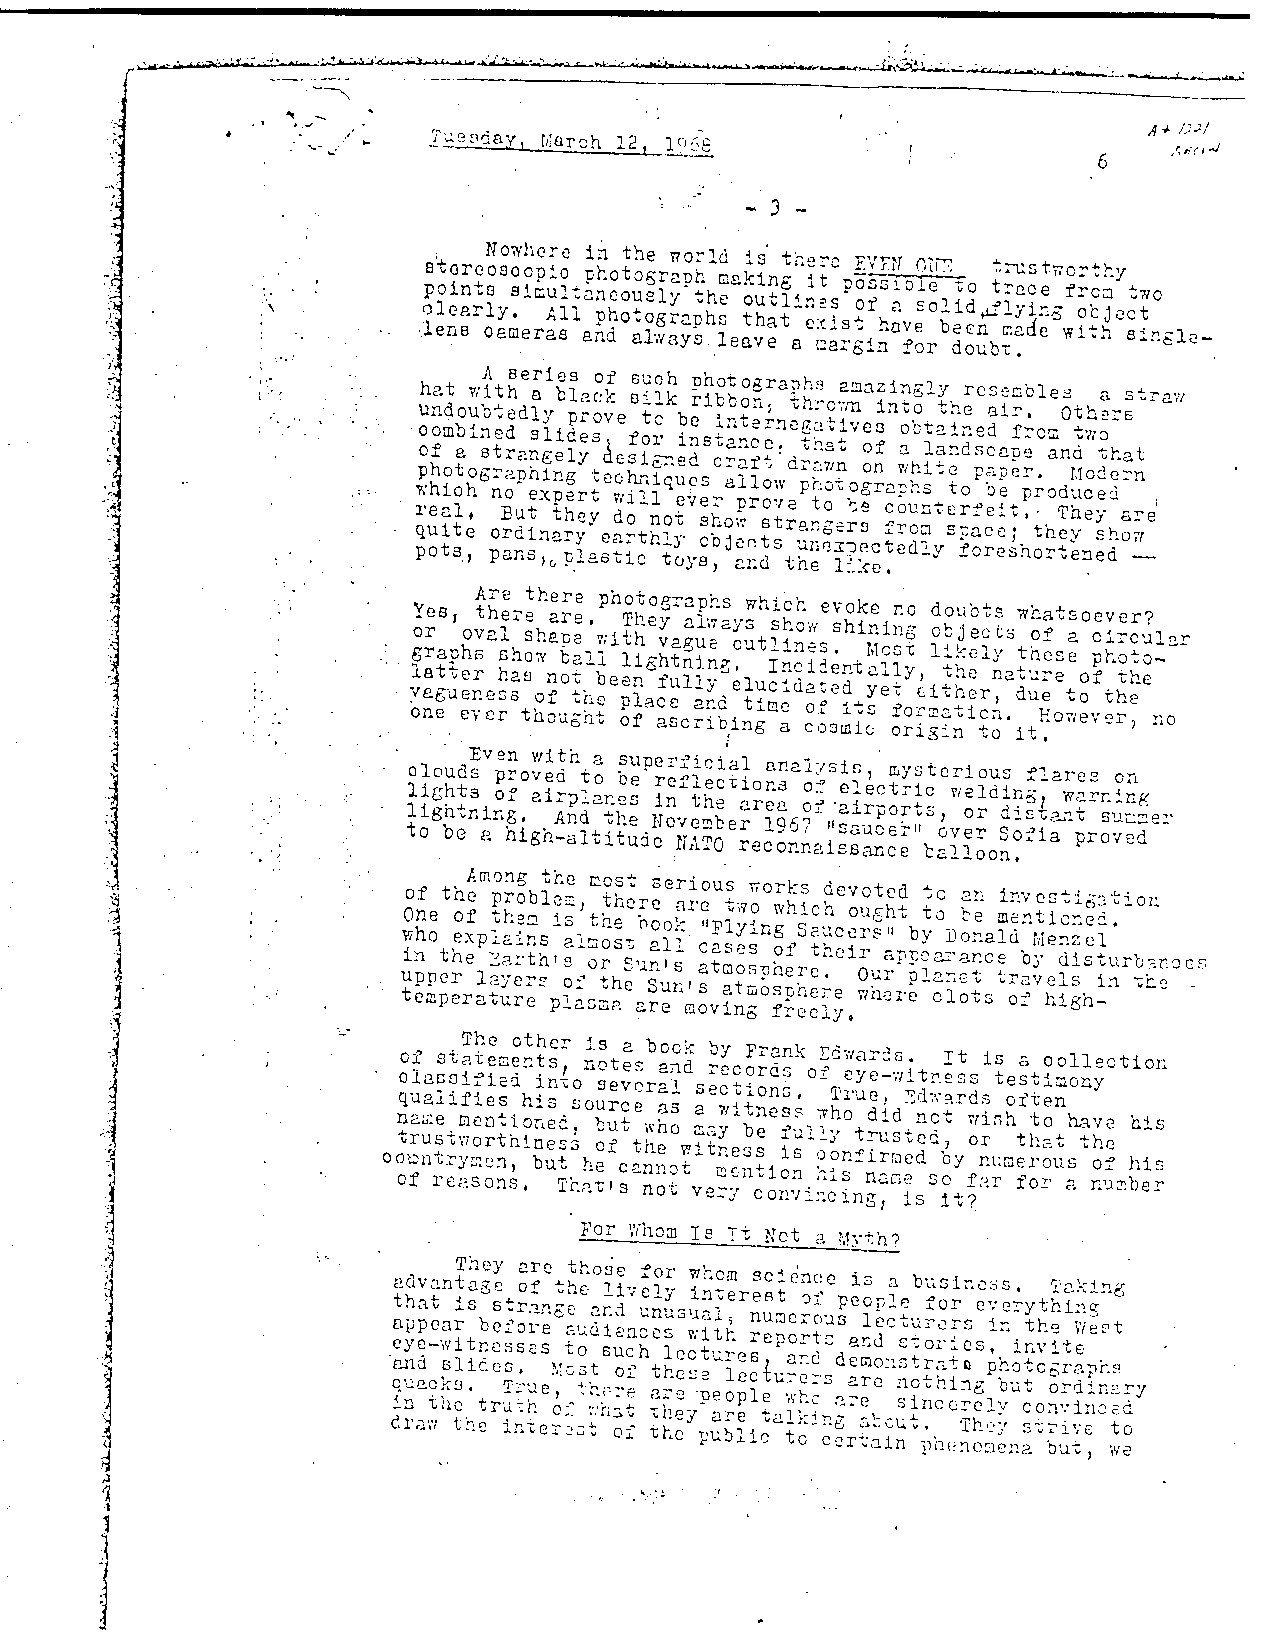 A+ 1221
Tuesday, March 12, 1968
6
- 3 -
Nowhere in the world is there EVEN ONE trustworthy
stereoscopic photograph making it possible to trace from two
points simultaneously the outlines of a solid, flying object
clearly. All photographs that exist have been made with single-
lens cameras and always leave a margin for doubt.
A series of such photographs amazingly resembles a straw
hat with a black silk ribbon, thrown into the air. Others
undoubtedly prove to be internegatives obtained from two
combined slides, for instance, that of a landscape and that
of a strangely designed craft drawn on white paper. Modern
photographing techniques allow photographs to be produced
which no expert will ever prove to be counterfeit. They are
real. But they do not show strangers from space; they show
quite ordinary earthly objects unexpectedly foreshortened —
pots, pans, plastic toys, and the like.
Are there photographs which evoke no doubts whatsoever?
Yes, there are. They always show shining objects of a circular
or oval shape with vague outlines. Most likely these photo-
graphs show ball lightning. Incidentally, the nature of the
latter has not been fully elucidated yet either, due to the
vagueness of the place and time of its formation. However, no
one ever thought of ascribing a cosmic origin to it.
Even with a superficial analysis, mysterious flares on
clouds proved to be reflections of electric welding, warning
lights of airplanes in the area of airports, or distant summer
lightning. And the November 1967 "saucer" over Sofia proved
to be a high-altitude NATO reconnaissance balloon.
Among the most serious works devoted to an investigation
of the problem, there are two which ought to be mentioned.
One of them is the book "Flying Saucers" by Donald Menzel
who explains almost all cases of their appearance by disturbances
in the Earth's or Sun's atmosphere. Our planet travels in the
upper layers of the Sun's atmosphere where clots of high-
temperature plasma are moving freely.
The other is a book by Frank Edwards. It is a collection
of statements, notes and records of eye-witness testimony
classified into several sections. True, Edwards often
qualifies his source as a witness who did not wish to have his
name mentioned, but who may be fully trusted, or that the
trustworthiness of the witness is confirmed by numerous of his
countrymen, but he cannot mention his name so far for a number
of reasons. That's not very convincing, is it?
For Whom Is It Not a Myth?
They are those for whom science is a business. Taking
advantage of the lively interest of people for everything
that is strange and unusual, numerous lecturers in the West
appear before audiences with reports and stories, invite
eye-witnesses to such lectures, and demonstrate photographs
and slides. Most of these lecturers are nothing but ordinary
quacks. True, there are people who are sincerely convinced
in the truth of what they are talking about. They strive to
draw the interest of the public to certain phenomena but, we